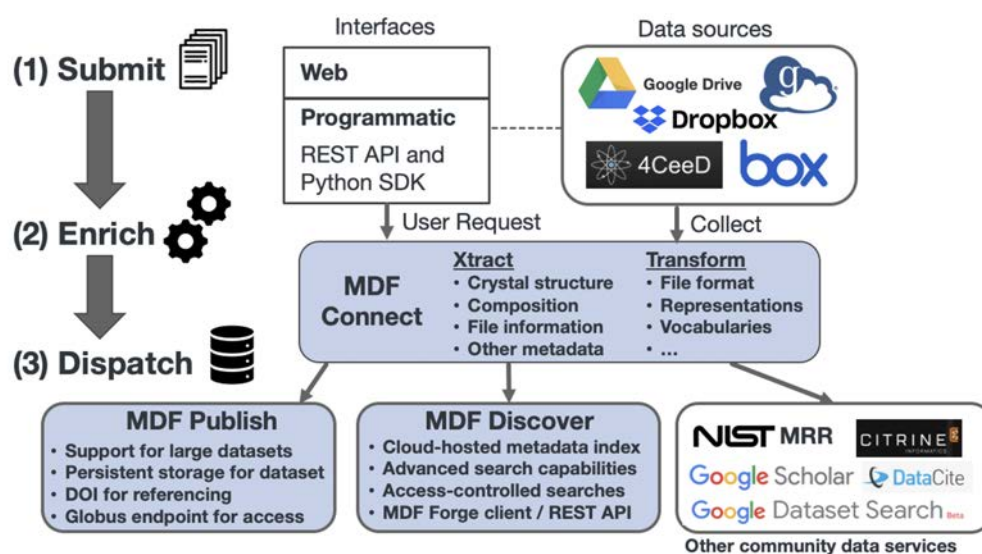 Interfaces
Data sources
(1) Submit
Web
Programmatic
REST API and
Python SDK
Google Drive
g
Dropbox
4CeeD
box
User Request
Collect
(2) Enrich
MDF
Connect
Xtract
• Crystal structure
• Composition
• File information
• Other metadata
Transform
• File format
• Representations
• Vocabularies
• ...
(3) Dispatch
MDF Publish
• Support for large datasets
• Persistent storage for dataset
• DOI for referencing
• Globus endpoint for access
MDF Discover
• Cloud-hosted metadata index
• Advanced search capabilities
• Access-controlled searches
• MDF Forge client / REST API
NIST MRR
CITRINE
INFORMATICS
Google Scholar
DataCite
Google Dataset Search Beta
Other community data services